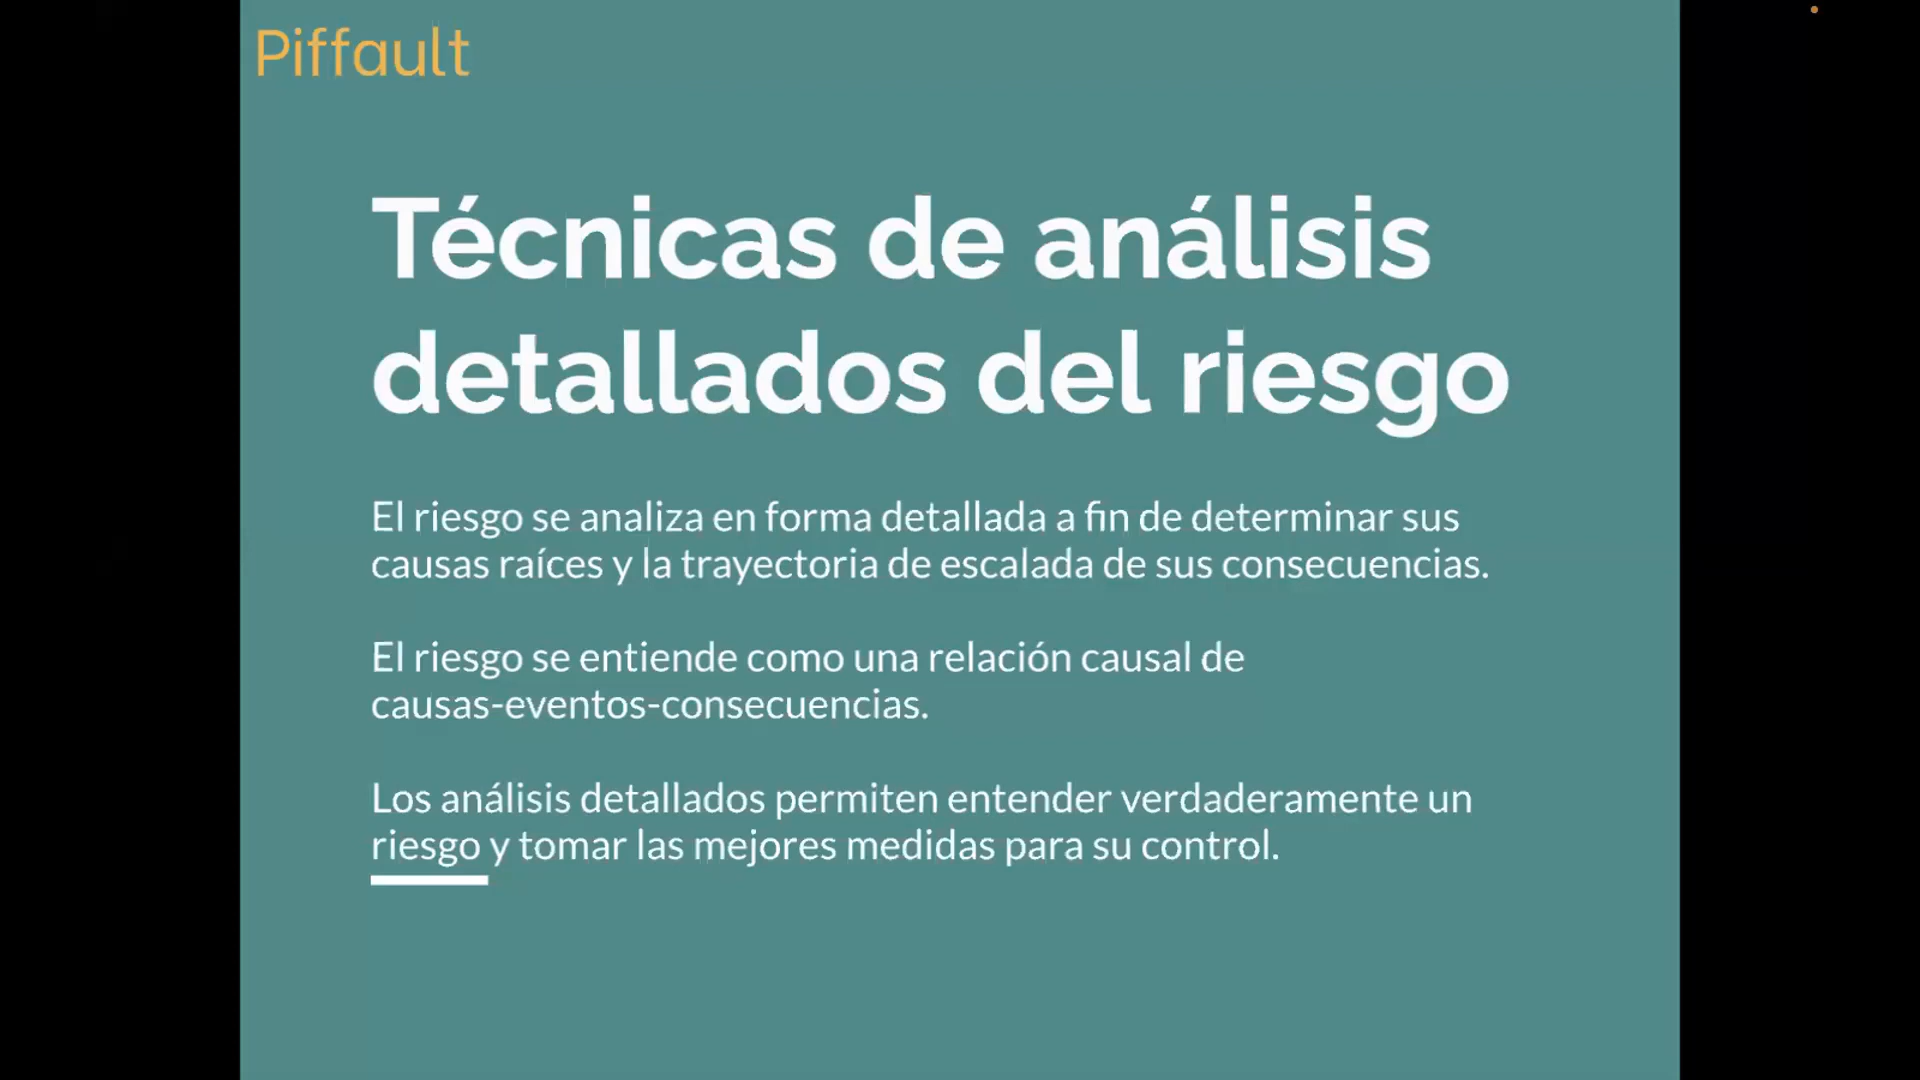 Piffault
Técnicas de análisis
detallados del riesgo
El riesgo se analiza en forma detallada a fin de determinar sus
causas raíces y la trayectoria de escalada de sus consecuencias.
El riesgo se entiende como una relación causal de
causas-eventos-consecuencias.
Los análisis detallados permiten entender verdaderamente un
riesgo y tomar las mejores medidas para su control.